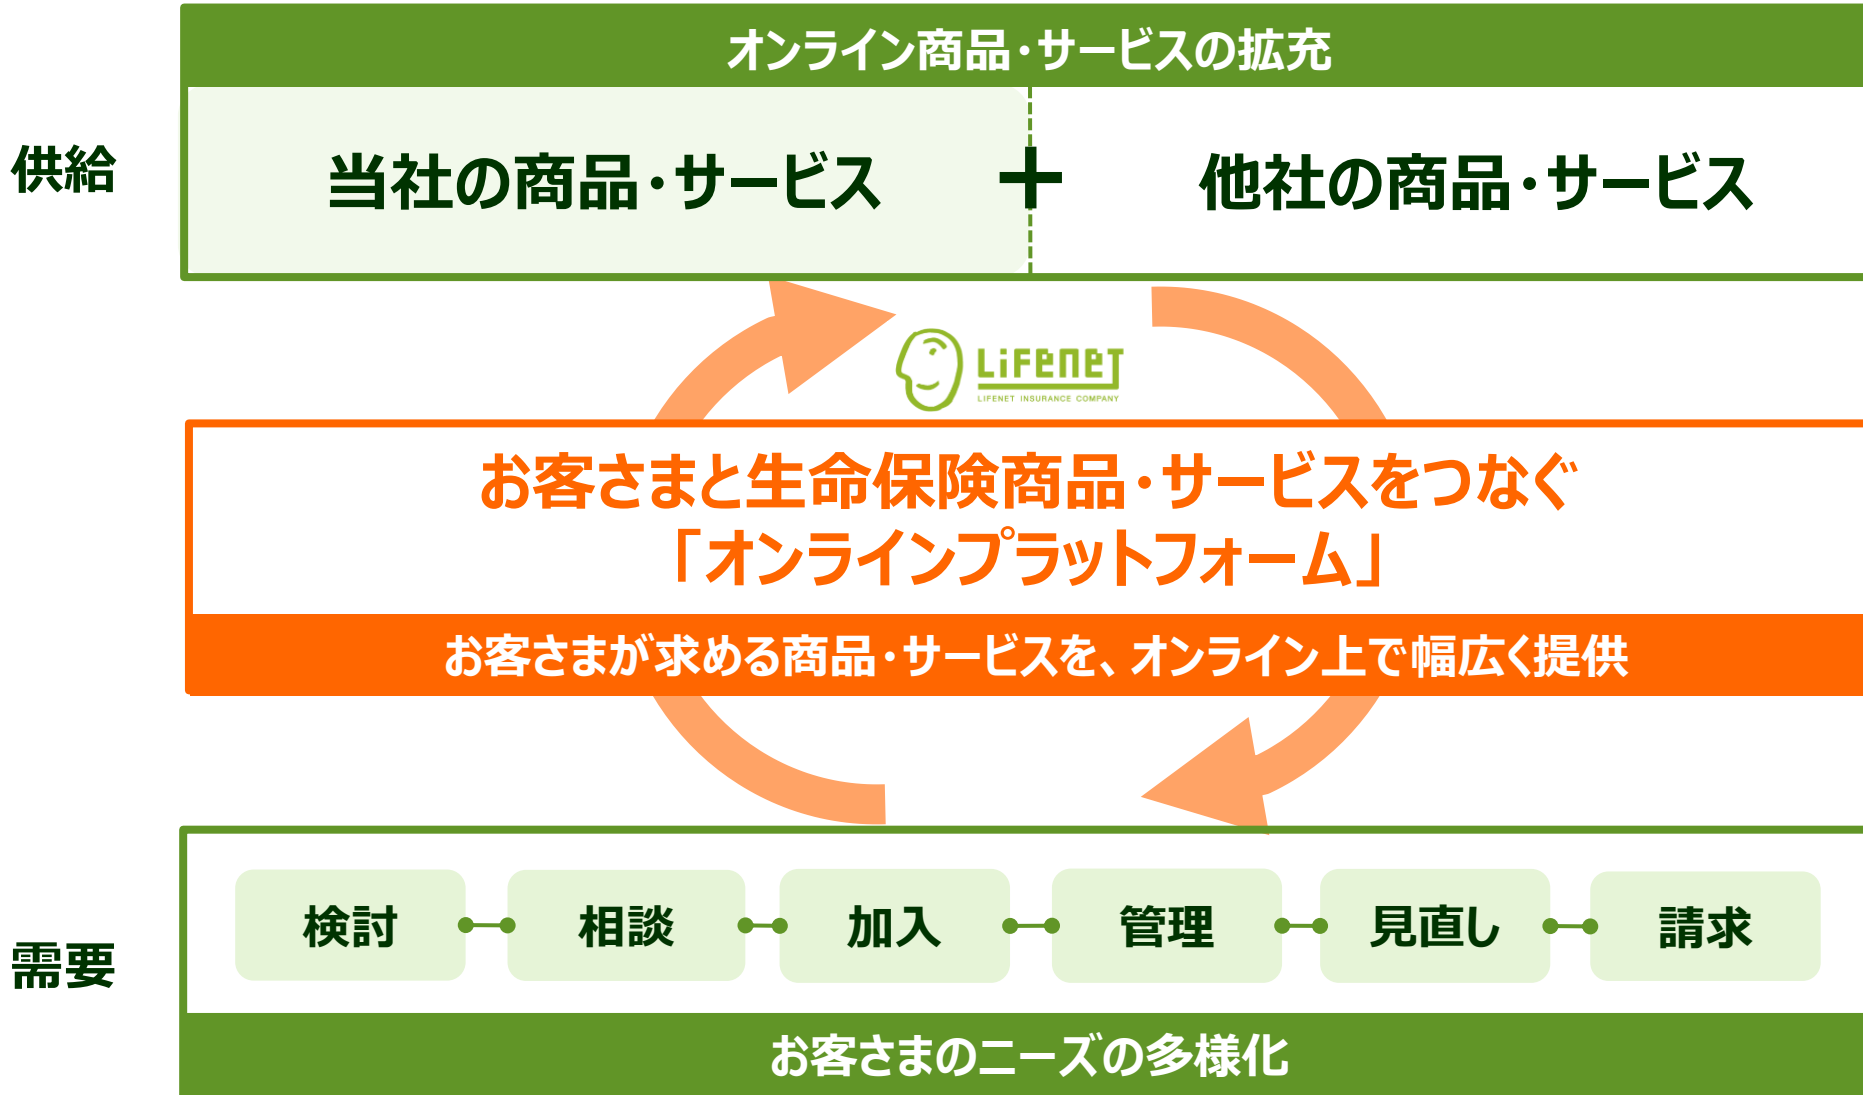 オンライン商品・サービスの拡充
供給
当社の商品・サービス
+
他社の商品・サービス
LIFENET
LIFENET INSURANCE COMPANY
お客さまと生命保険商品・サービスをつなぐ
「オンラインプラットフォーム」
お客さまが求める商品・サービスを、オンライン上で幅広く提供
需要
検討
相談
加入
管理
見直し
請求
お客さまのニーズの多様化